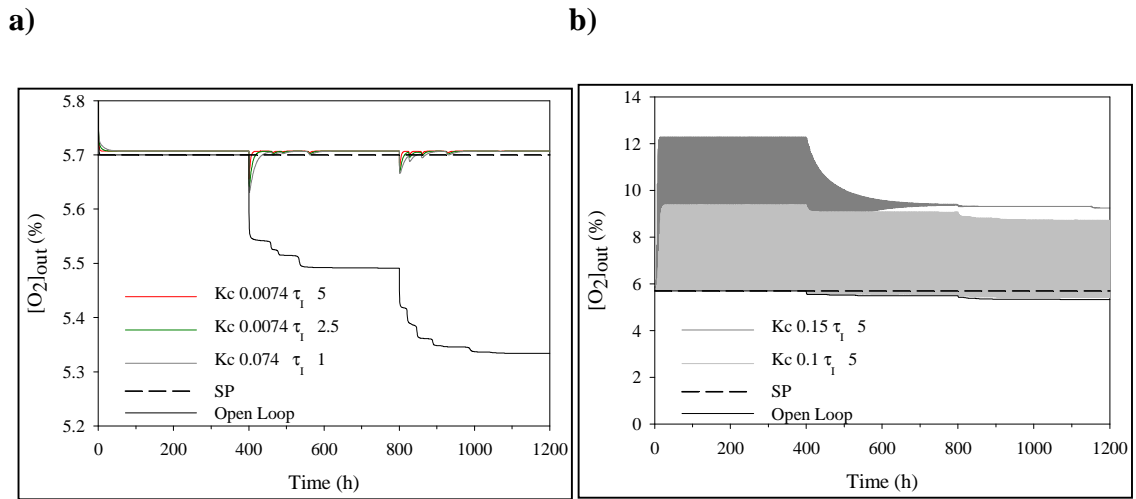 a)
5.8
5.7
5.6
5.5
5.4
5.3
5.2
[O2]out (%)
0 200 400 600 800 1000 1200
Time (h)
Kc 0.0074 τI 5
Kc 0.0074 τI 2.5
Kc 0.074 τI 1
SP
Open Loop
b)
14
12
10
8
6
4
2
0
[O2]out (%)
0 200 400 600 800 1000 1200
Time (h)
Kc 0.15 τI 5
Kc 0.1 τI 5
SP
Open Loop